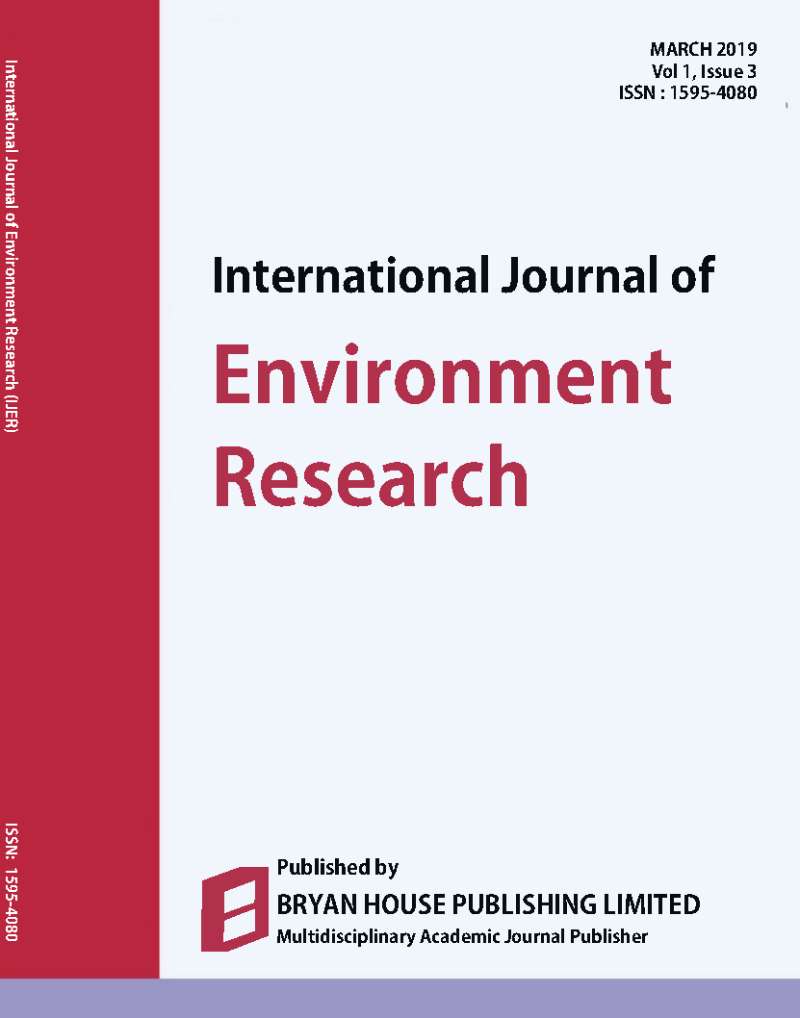 MARCH 2019
Vol 1, Issue 3
ISSN : 1595-4080
International Journal of Environment Research (IJER)
International Journal of
Environment
Research
ISSN: 1595-4080
Published by
BRYAN HOUSE PUBLISHING LIMITED
Multidisciplinary Academic Journal Publisher